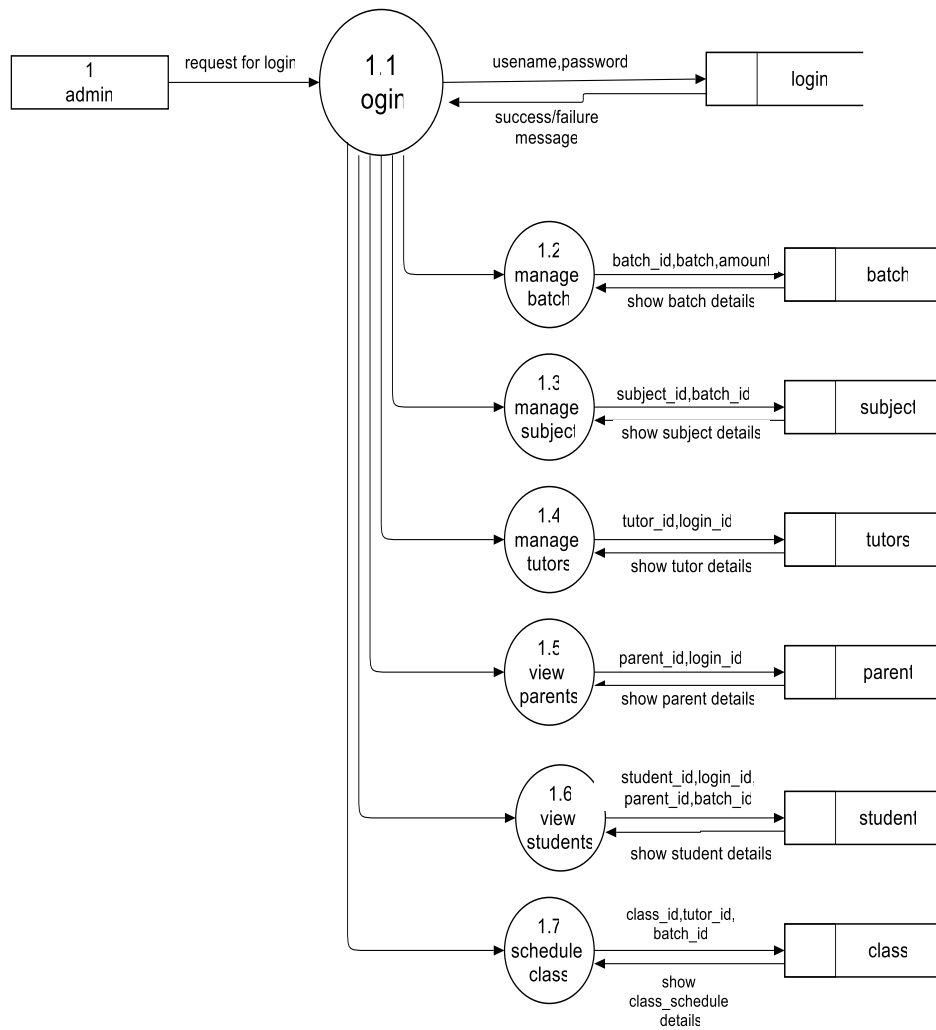 1
admin
request for login
1.1
ogin
usename,password
success/failure
message
login
1.2
manage
batch
batch_id,batch,amount
show batch details
batch
1.3
manage
subject
subject_id,batch_id
show subject details
subject
1.4
manage
tutors
tutor_id,login_id
show tutor details
tutors
1.5
view
parents
parent_id,login_id
show parent details
parent
1.6
view
students
student_id,login_id,
parent_id,batch_id
show student details
student
1.7
schedule
class
class_id,tutor_id,
batch_id
show
class_schedule
details
class